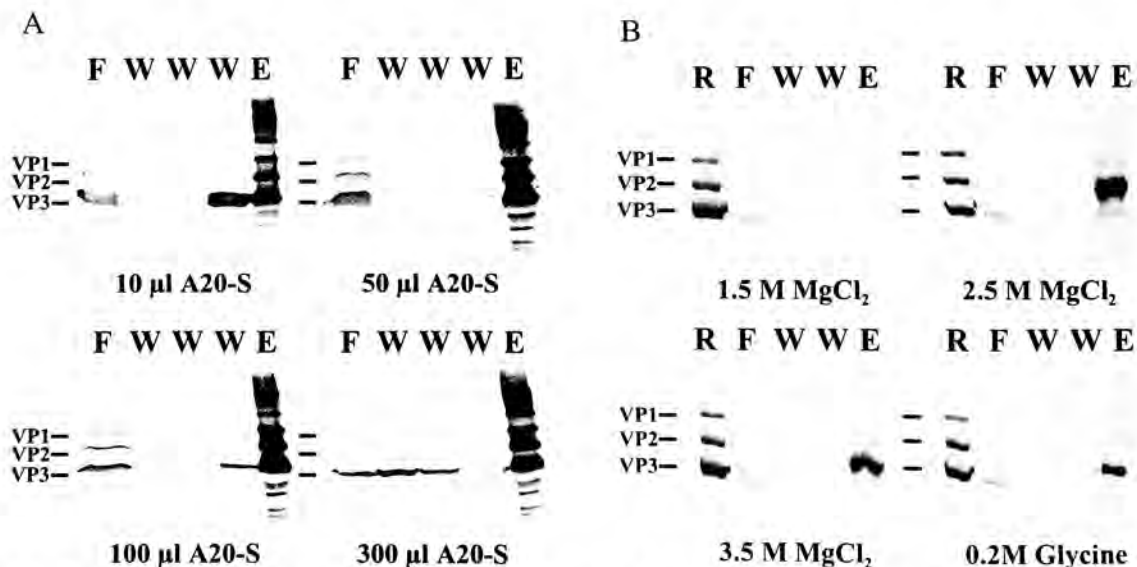 A
F W W W E
F W W W E
VP1
VP2
VP3
10 µl A20-S
50 µl A20-S
F W W W E
F W W W E
VP1
VP2
VP3
100 µl A20-S
300 µl A20-S
B
R F W W E
R F W W E
VP1
VP2
VP3
1.5 M MgCl₂
2.5 M MgCl₂
R F W W E
R F W W E
VP1
VP2
VP3
3.5 M MgCl₂
0.2M Glycine